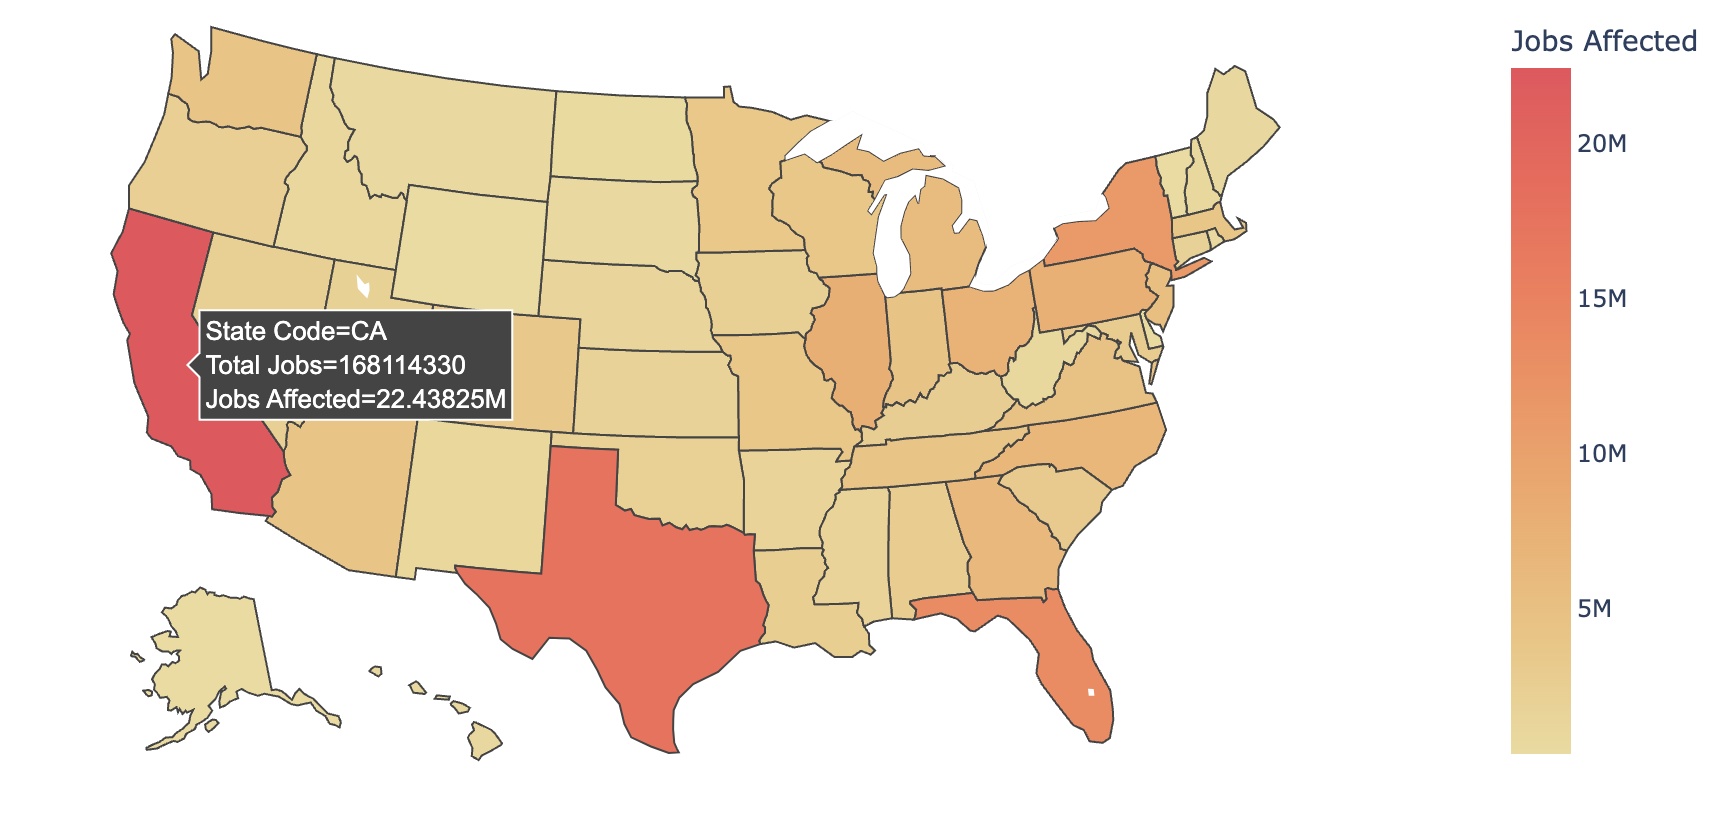 Jobs Affected
20M
15M
10M
5M
State Code=CA
Total Jobs=168114330
Jobs Affected=22.43825M